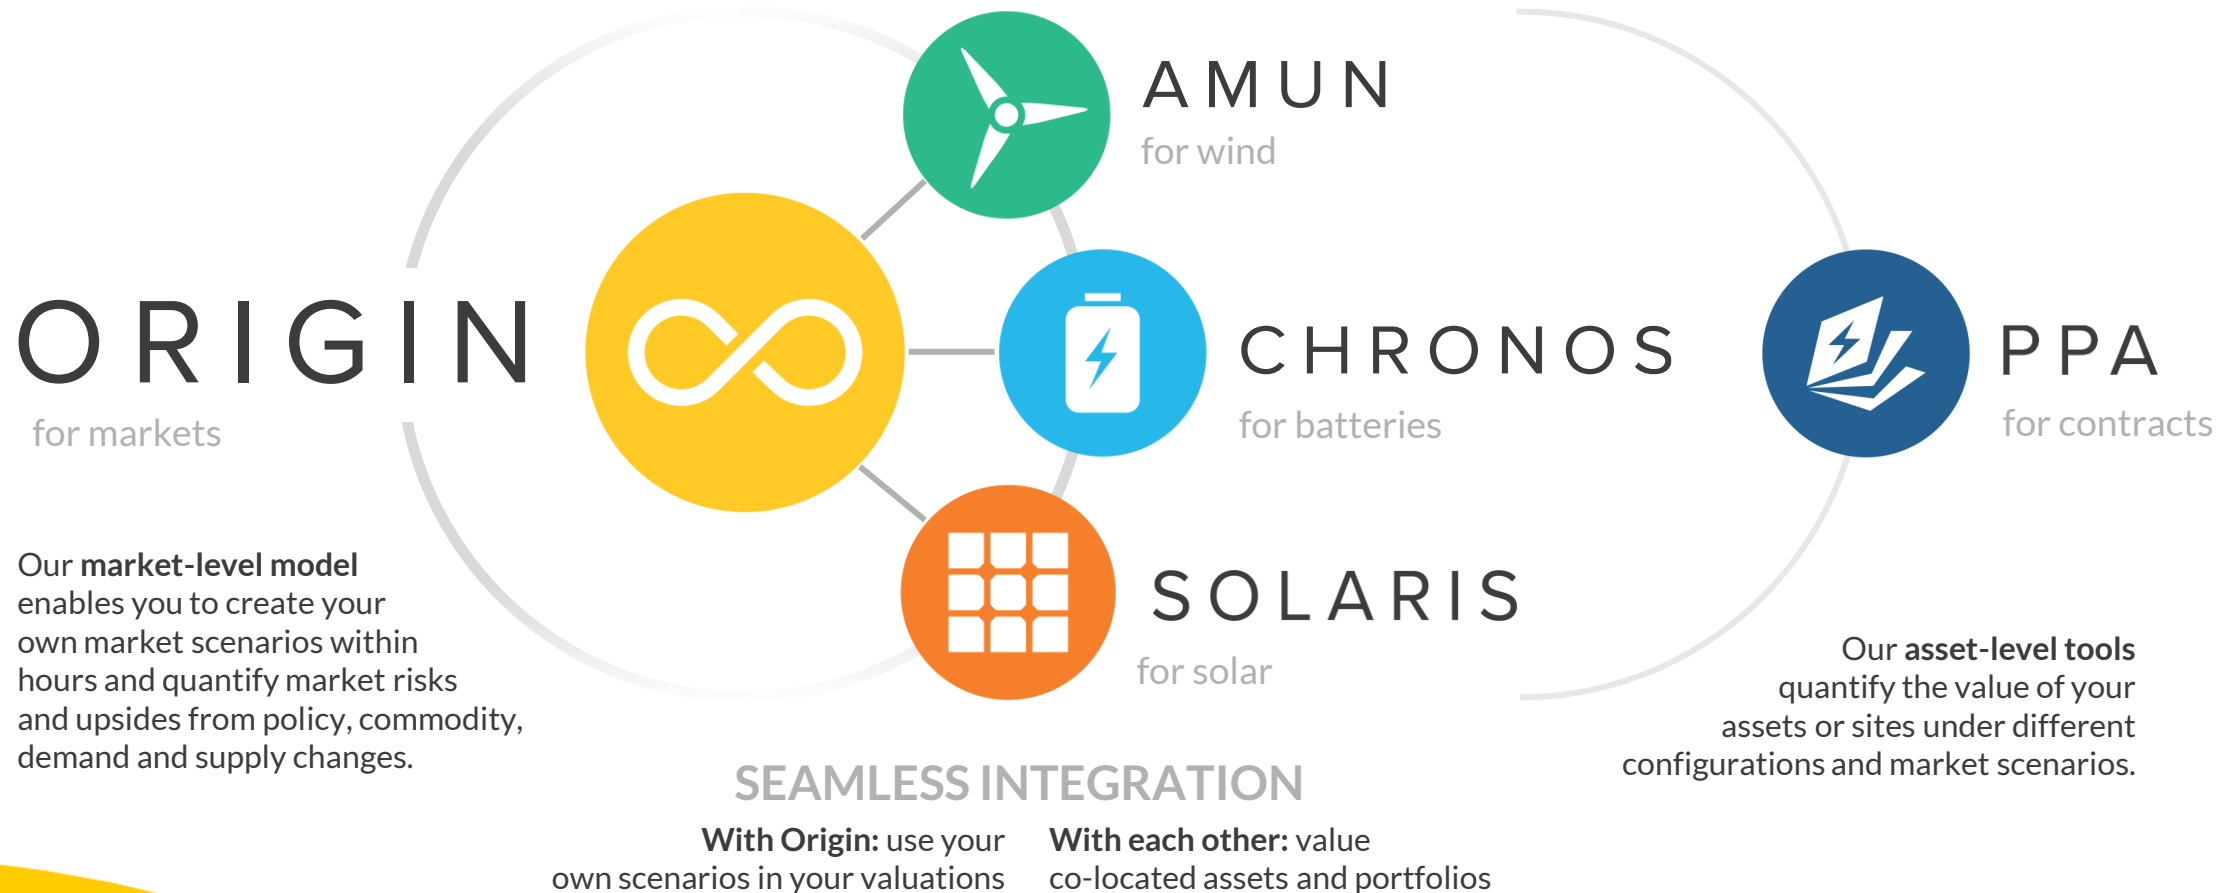 AMUN
for wind
ORIGIN
for markets
CHRONOS
for batteries
PPA
for contracts
SOLARIS
for solar
Our market-level model
enables you to create your
own market scenarios within
hours and quantify market risks
and upsides from policy, commodity,
demand and supply changes.
Our asset-level tools
quantify the value of your
assets or sites under different
configurations and market scenarios.
SEAMLESS INTEGRATION
With Origin: use your
own scenarios in your valuations
With each other: value
co-located assets and portfolios